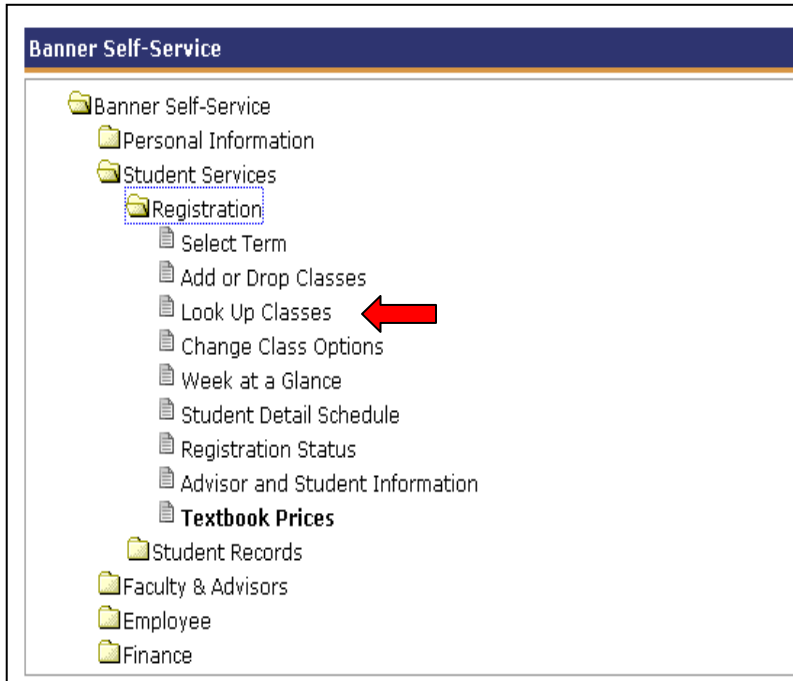 Banner Self-Service
Banner Self-Service
Personal Information
Student Services
Registration
Select Term
Add or Drop Classes
Look Up Classes
Change Class Options
Week at a Glance
Student Detail Schedule
Registration Status
Advisor and Student Information
Textbook Prices
Student Records
Faculty & Advisors
Employee
Finance